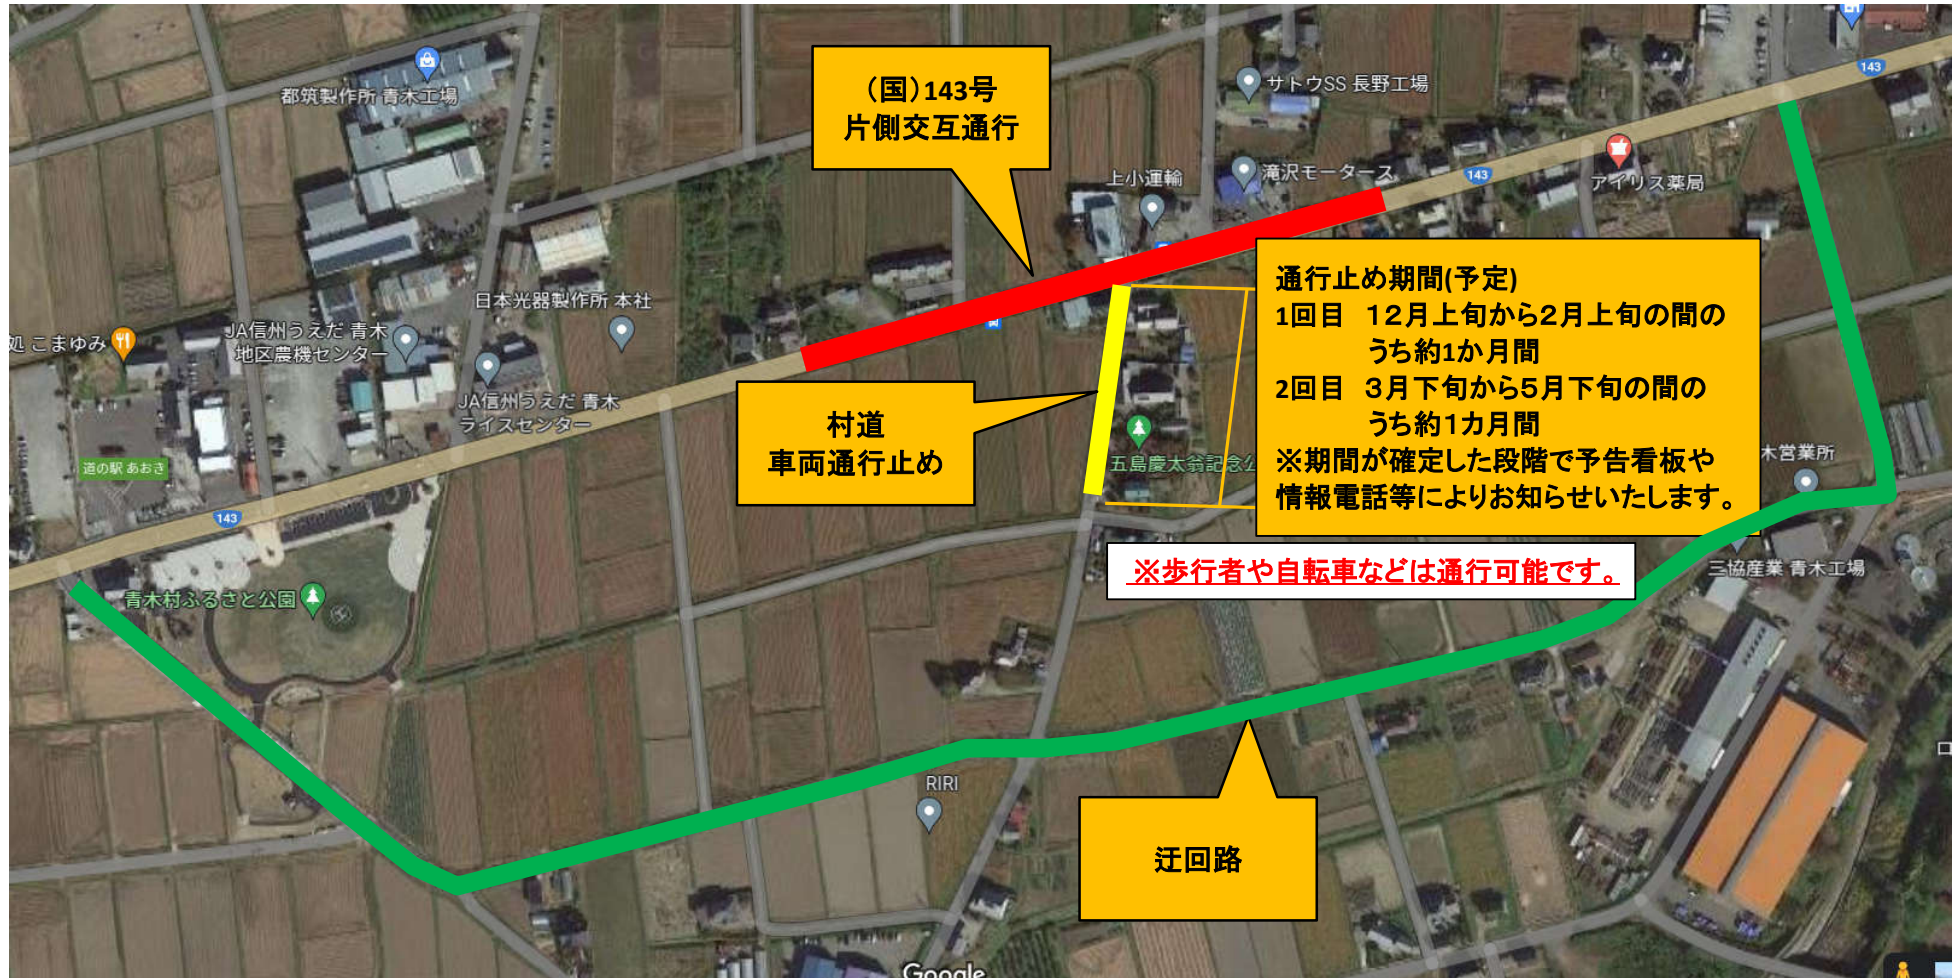 （国）143号
片側交互通行
村道
車両通行止め
通行止め期間(予定)
1回目　12月上旬から2月上旬の間の
うち約1か月間
2回目　3月下旬から5月下旬の間の
うち約1カ月間
※期間が確定した段階で予告看板や
情報電話等によりお知らせいたします。
※歩行者や自転車などは通行可能です。
迂回路
都筑製作所 青木工場
サトウSS 長野工場
143
上小運輸
滝沢モータース
143
アイリス薬局
日本光器製作所 本社
処 こまゆみ
JA信州うえだ 青木
地区農機センター
JA信州うえだ 青木
ライスセンター
道の駅 あおき
143
五島慶太翁記念公
木営業所
三協産業 青木工場
青木村ふるさと公園
RIRI
Google